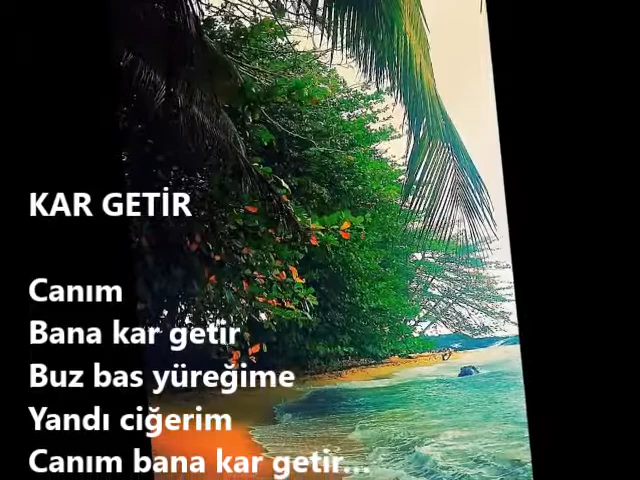 KAR GETİR
Canım
Bana kar getir
Buz bas yüreğime
Yandı ciğerim
Canım bana kar getir...